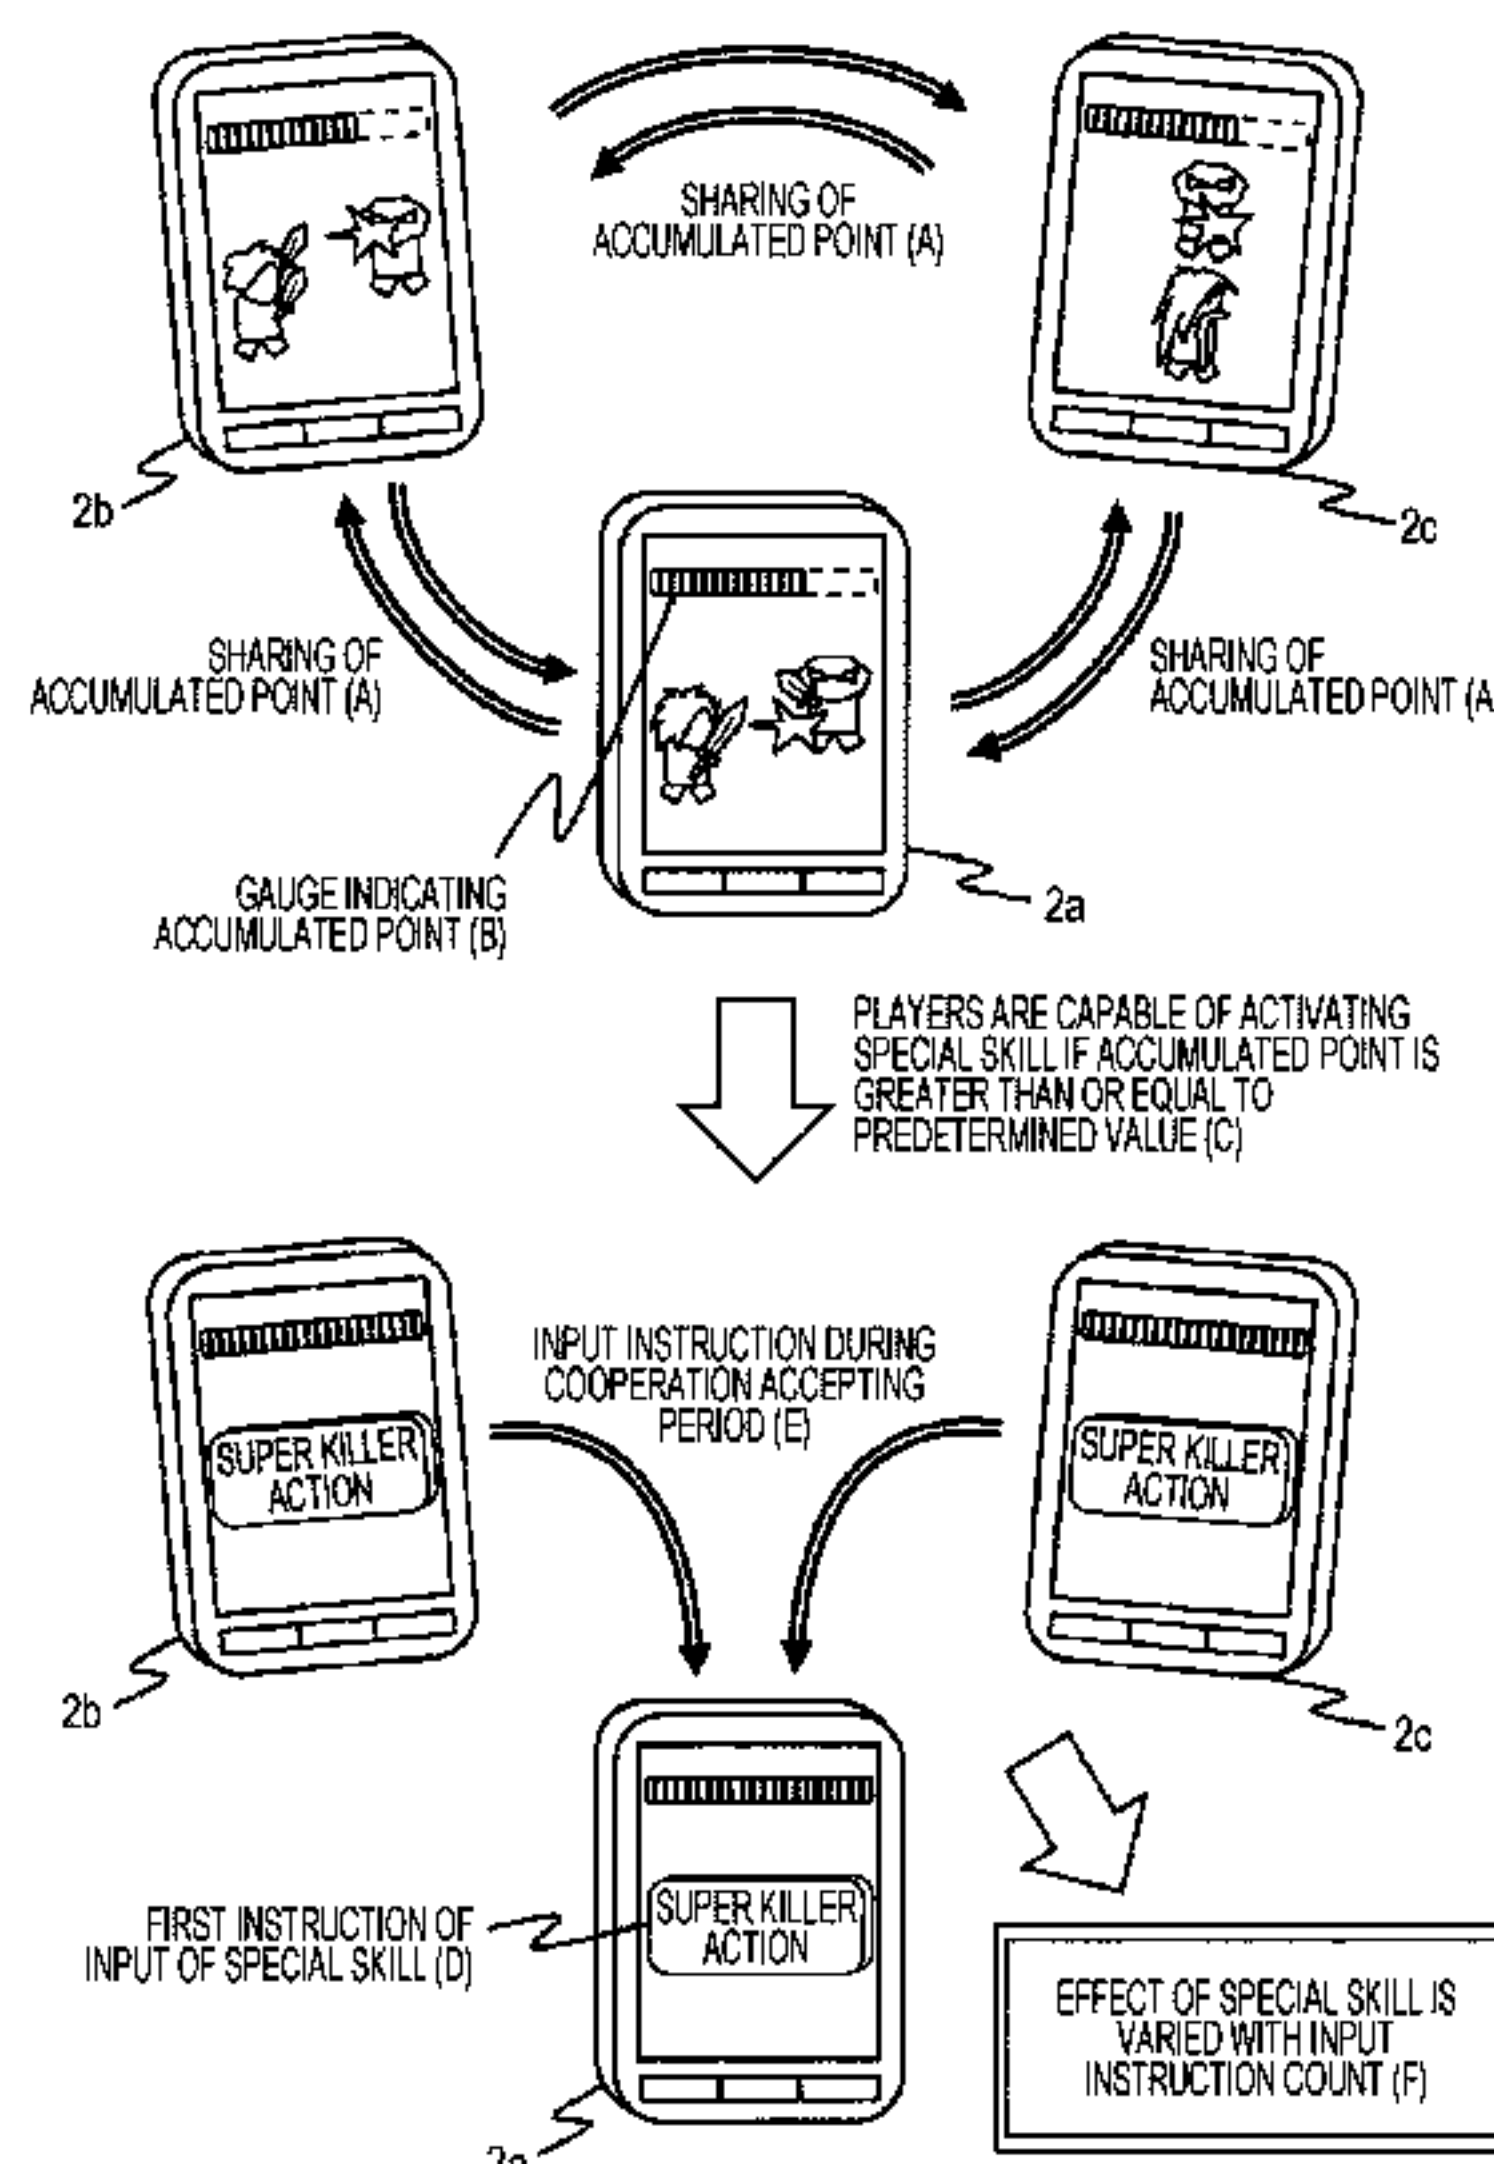 SHARING OF
ACCUMULATED POINT (A)
2b
2c
SHARING OF
ACCUMULATED POINT (A)
SHARING OF
ACCUMULATED POINT (A
GAUGE INDICATING
ACCUMULATED POINT (B)
2a
PLAYERS ARE CAPABLE OF ACTIVATING
SPECIAL SKILL IF ACCUMULATED POINT IS
GREATER THAN OR EQUAL TO
PREDETERMINED VALUE (C)
INPUT INSTRUCTION DURING
COOPERATION ACCEPTING
PERIOD (E)
SUPER KILLER
ACTION
SUPER KILLER
ACTION
2b
2c
SUPER KILLER
ACTION
FIRST INSTRUCTION OF
INPUT OF SPECIAL SKILL (D)
EFFECT OF SPECIAL SKILL IS
VARIED WITH INPUT
INSTRUCTION COUNT (F)